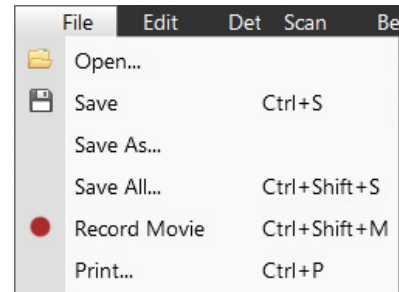 File Edit Det Scan Be
Open...
Save Ctrl+S
Save As...
Save All... Ctrl+Shift+S
Record Movie Ctrl+Shift+M
Print... Ctrl+P